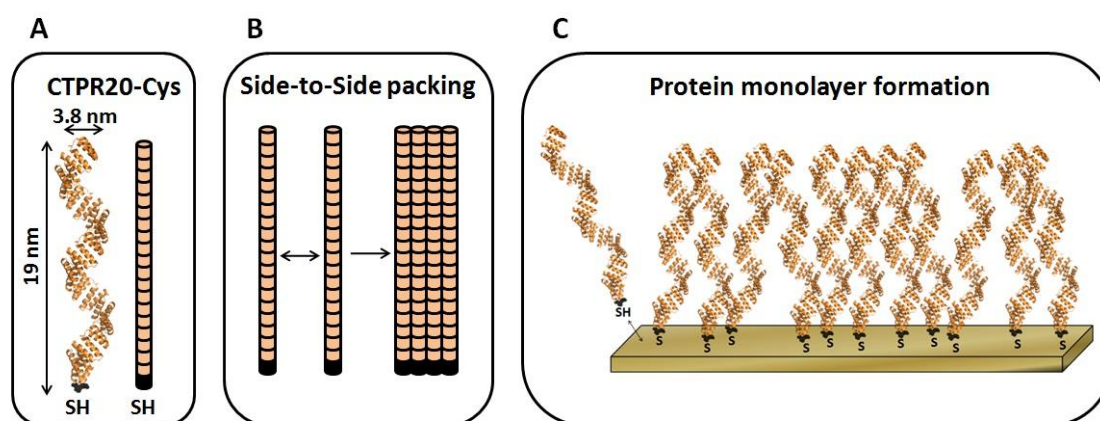 A
B
C
CTPR20-Cys
Side-to-Side packing
Protein monolayer formation
3.8 nm
19 nm
SH
SH
SH
S
S
S
S
S
S
S
S
S
S
S